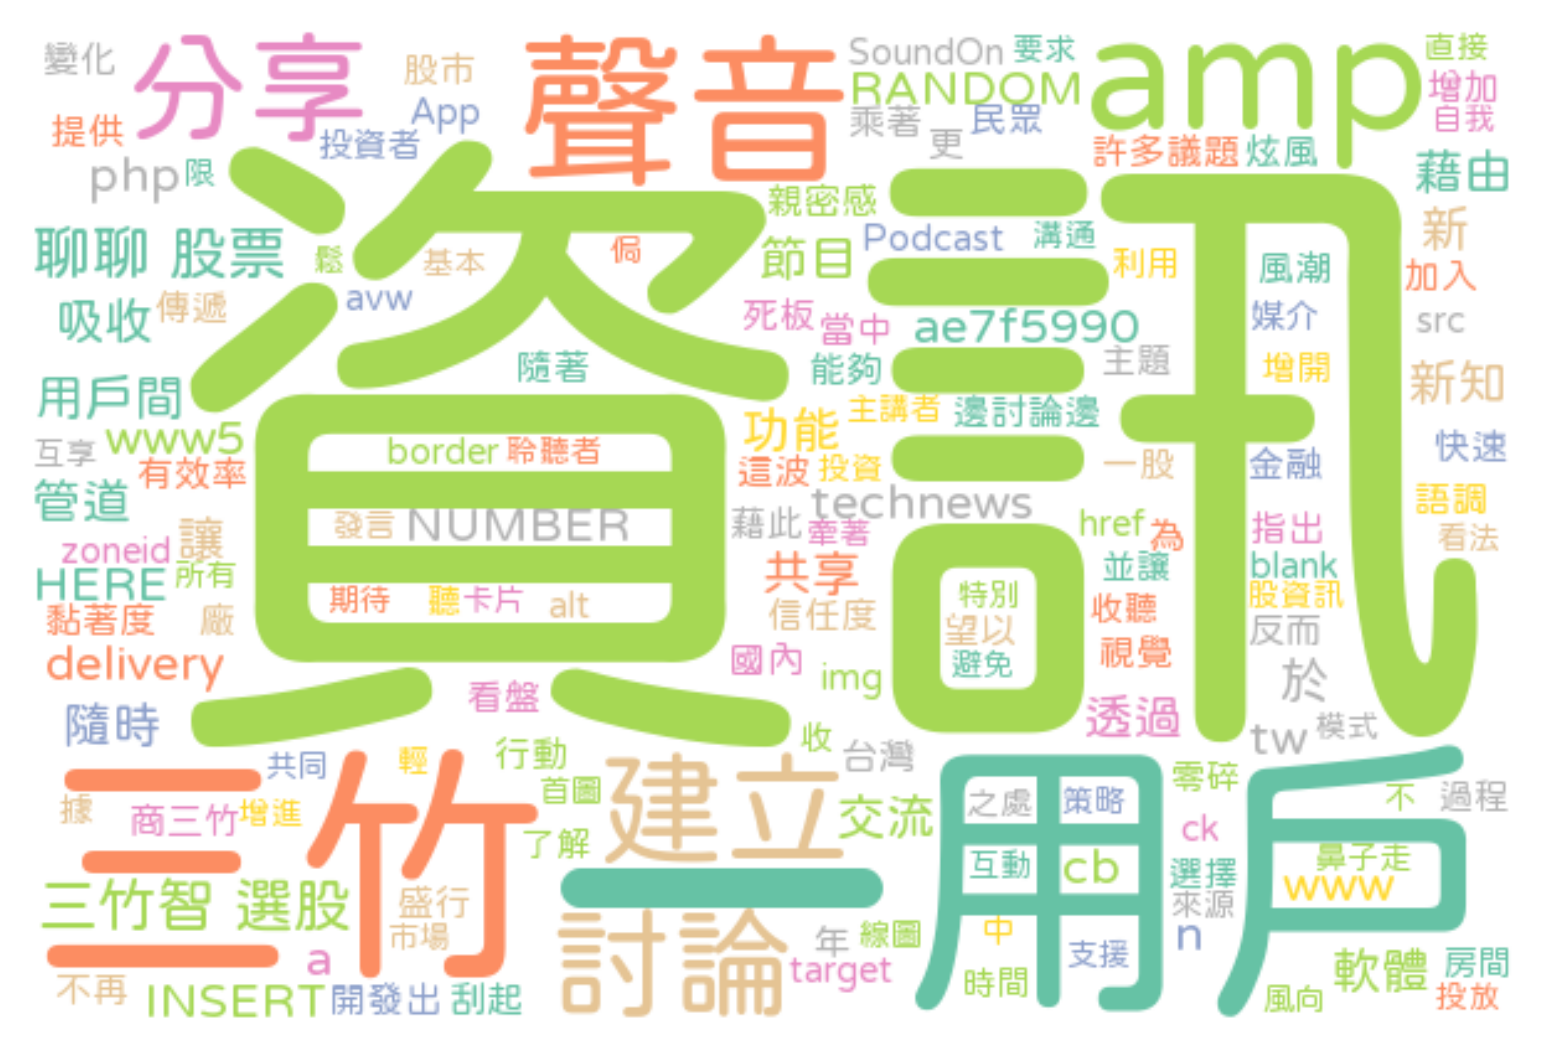 變化
分享
股市
聲音
SoundOn
要求
amp
直接
RANDOM
增加
App
提供
投資者
乘著
民眾
自我
更
php
限
許多議題
炫風
藉由
資訊
親密感
新
聊聊 股票
鬆
基本
侷
節目
Podcast
溝通
利用
風潮
加入
吸收
傳遞
avw
死板
當中
ae7f5990
媒介
src
隨著
能夠
主題
增開
新知
用戶間
功能
主講者
邊討論邊
互享
www5
border
聆聽者
有效率
這波
投資
一股
金融
快速
管道
technews
語調
發言
NUMBER
藉此
牽著
href
為
指出
看法
zoneid
讓
HERE
所有
共享
並讓
blank
期待
聽
卡片
alt
特別
股資訊
黏著度
廠
信任度
望以
收聽
反而
delivery
國內
避免
視覺
img
於
看盤
隨時
透過
tw
模式
收
台灣
行動
共同
輕
三竹
建立
用戶
零碎
不
過程
首圖
據
商三竹
增進
了解
交流
之處
策略
ck
鼻子走
互動
cb
選擇
www
三竹智 選股
盛行
討論
來源
市場
年
線圖
中
n
a
支援
target
軟體
房間
不再
時間
INSERT
開發出
刮起
風向
投放